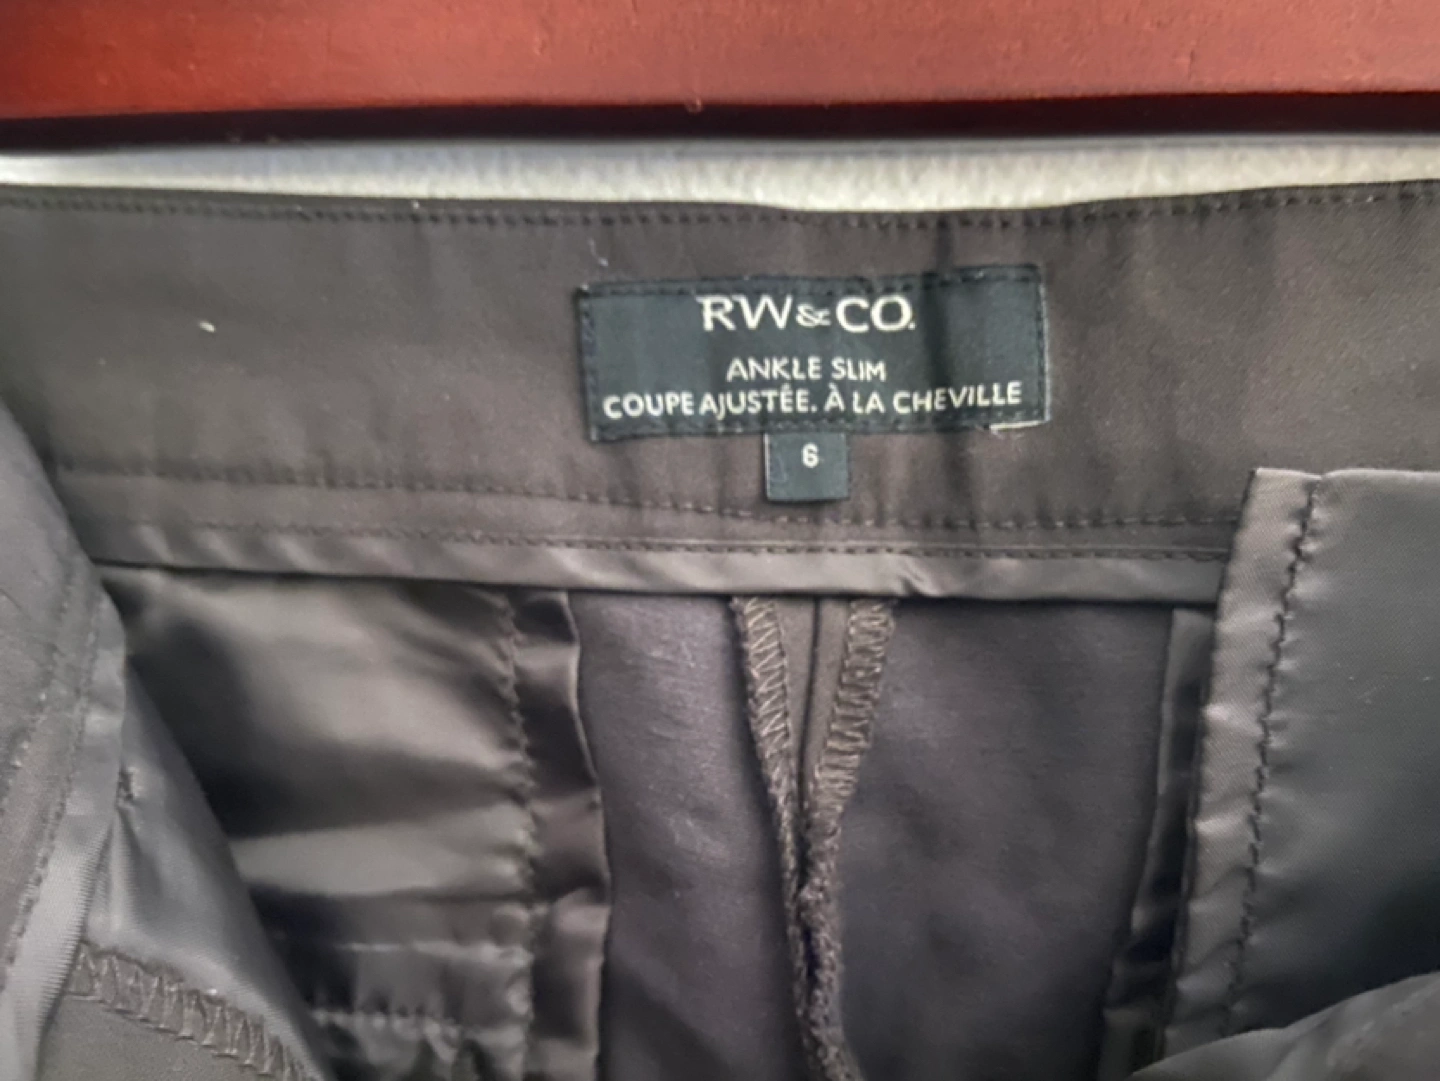 RW&CO.
ANKLE SLIM
COUPE AJUSTÉE. À LA CHEVILLE
6